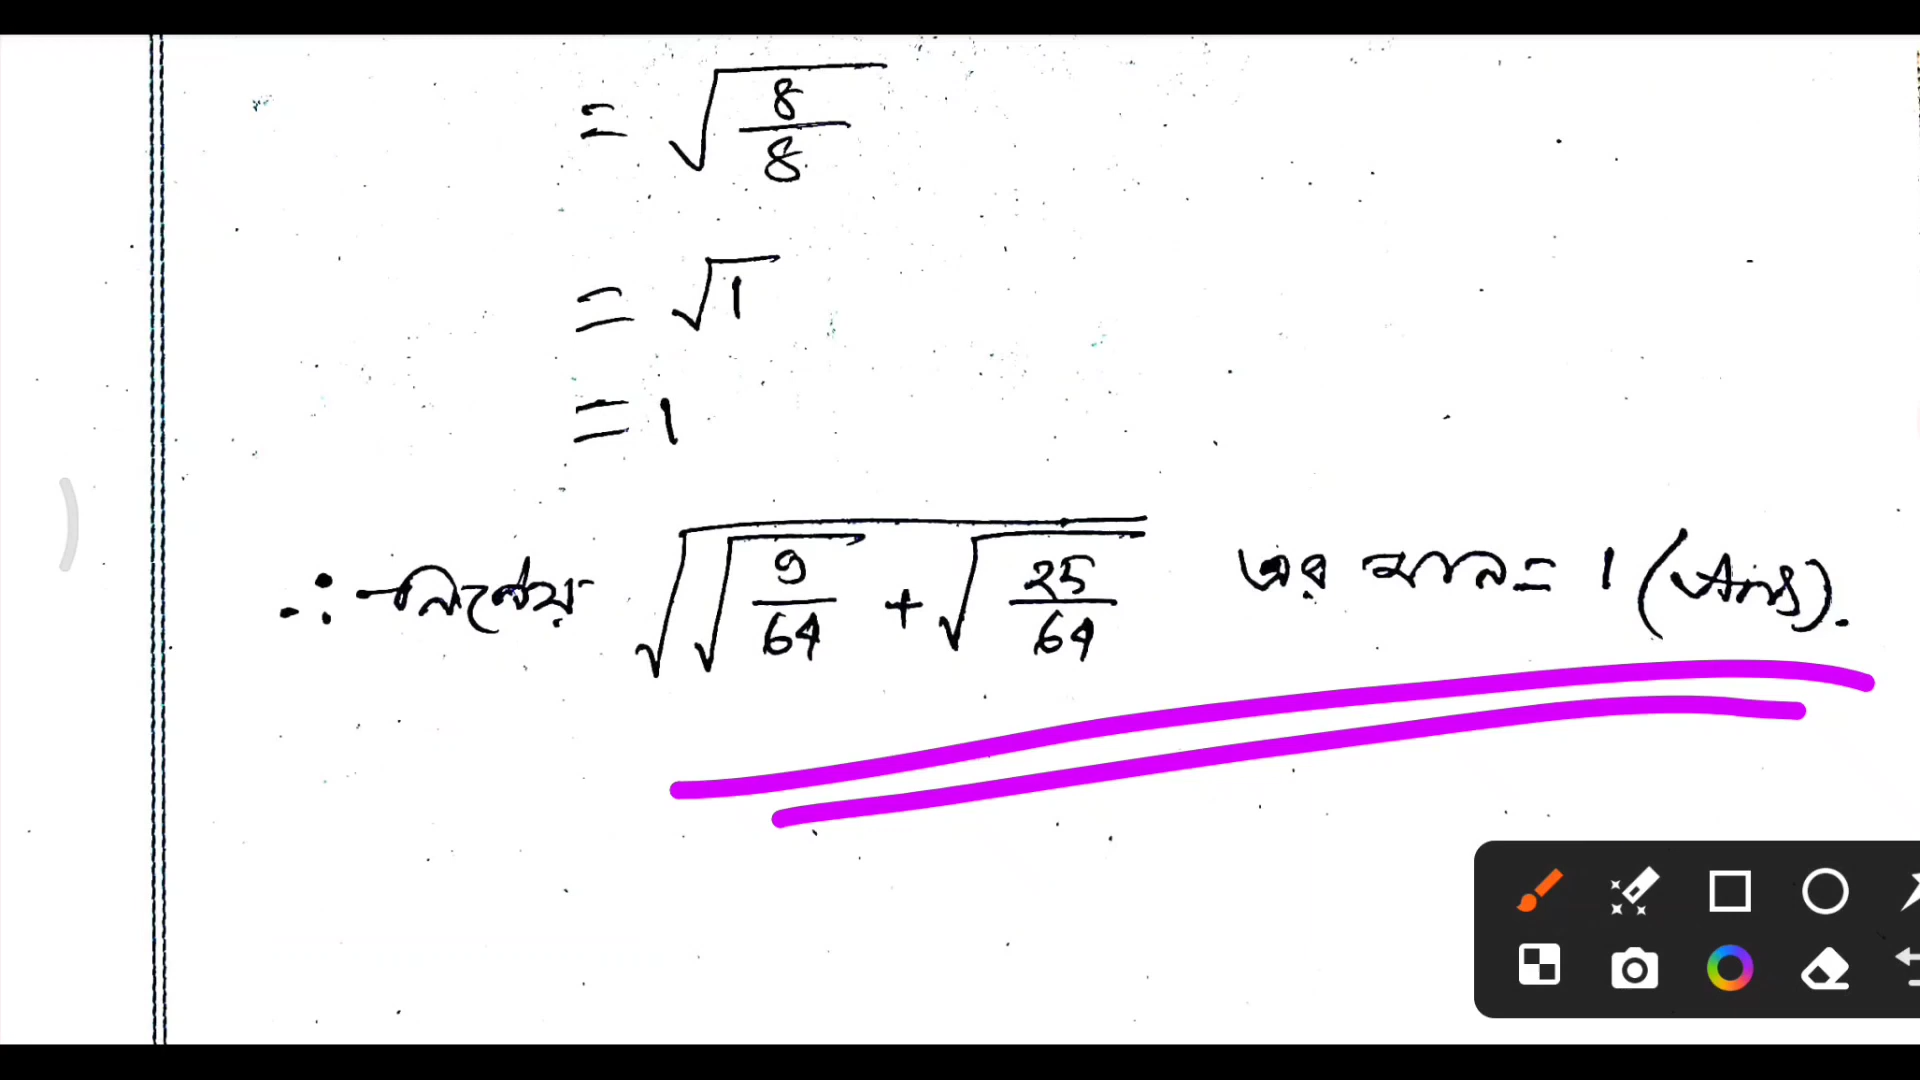 = √(8/8)
= √1
= 1
∴ নির্ণেয় √(√(9/64) + √(25/64)) এর মান = 1 (Ans).